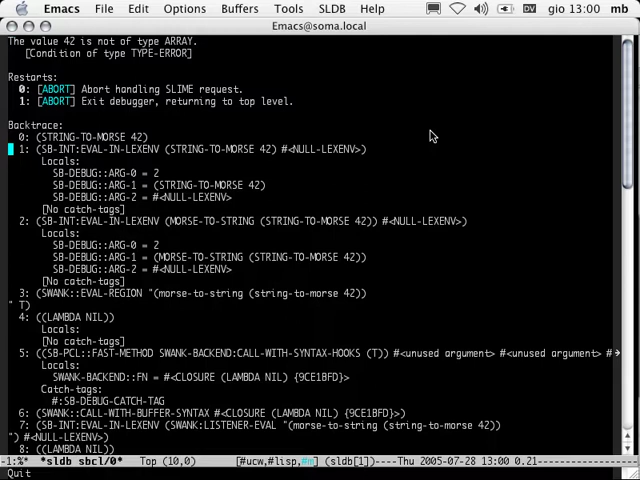 Emacs File Edit Options Buffers Tools SLDB Help DV gio 13:00 mb
Emacs@soma.local
The value 42 is not of type ARRAY.
[Condition of type TYPE-ERROR]
Restarts:
0: [ABORT] Abort handling SLIME request.
1: [ABORT] Exit debugger, returning to top level.
Backtrace:
0: (STRING-TO-MORSE 42)
1: (SB-INT:EVAL-IN-LEXENV (STRING-TO-MORSE 42) #<NULL-LEXENV>)
Locals:
SB-DEBUG::ARG-0 = 2
SB-DEBUG::ARG-1 = (STRING-TO-MORSE 42)
SB-DEBUG::ARG-2 = #<NULL-LEXENV>
[No catch-tags]
2: (SB-INT:EVAL-IN-LEXENV (MORSE-TO-STRING (STRING-TO-MORSE 42)) #<NULL-LEXENV>)
Locals:
SB-DEBUG::ARG-0 = 2
SB-DEBUG::ARG-1 = (MORSE-TO-STRING (STRING-TO-MORSE 42))
SB-DEBUG::ARG-2 = #<NULL-LEXENV>
[No catch-tags]
3: (SWANK::EVAL-REGION "(morse-to-string (string-to-morse 42))
" T)
4: ((LAMBDA NIL))
Locals:
[No catch-tags]
5: ((SB-PCL::FAST-METHOD SWANK-BACKEND:CALL-WITH-SYNTAX-HOOKS (T)) #<unused argument> #<unused argument> #
Locals:
SWANK-BACKEND::FN = #<CLOSURE (LAMBDA NIL) {9CE1BFD}>
Catch-tags:
#:SB-DEBUG-CATCH-TAG
6: (SWANK::CALL-WITH-BUFFER-SYNTAX #<CLOSURE (LAMBDA NIL) {9CE1BFD}>)
7: (SB-INT:EVAL-IN-LEXENV (SWANK:LISTENER-EVAL "(morse-to-string (string-to-morse 42))
") #<NULL-LEXENV>)
8: ((LAMBDA NIL))
-1:%* *sldb sbcl/0* Top (10,0) [#ucw,#lisp,#m] (sldb[1])----Thu 2005-07-28 13:00 0.21----
Quit